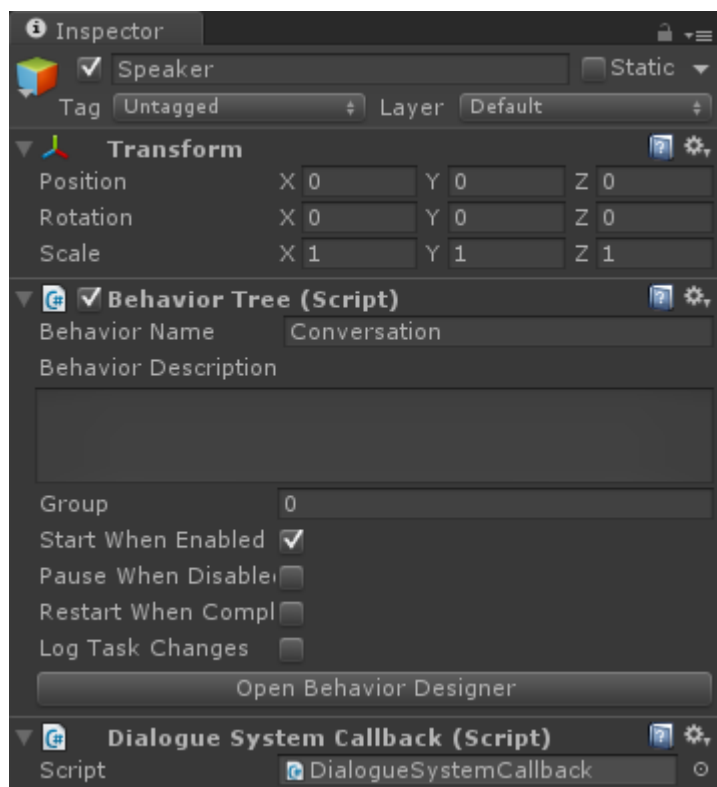 Inspector
Speaker Static
Tag Untagged Layer Default
Transform
Position X 0 Y 0 Z 0
Rotation X 0 Y 0 Z 0
Scale X 1 Y 1 Z 1
Behavior Tree (Script)
Behavior Name Conversation
Behavior Description
Group 0
Start When Enabled
Pause When Disable
Restart When Compl
Log Task Changes
Open Behavior Designer
Dialogue System Callback (Script)
Script DialogueSystemCallback